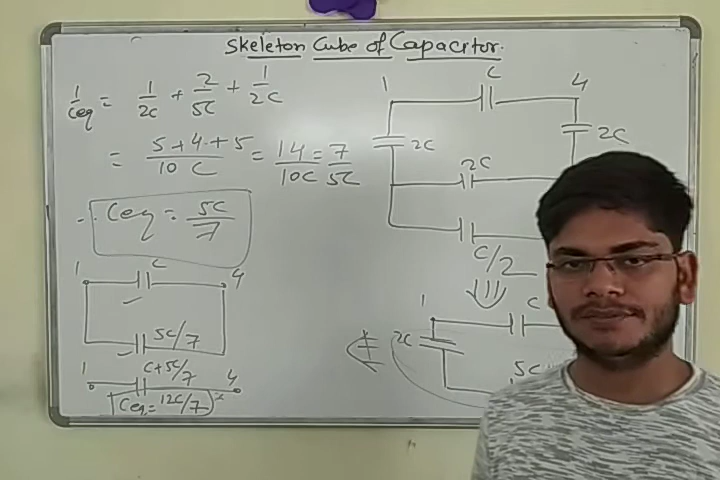 Skeleton Cube of Capacitor.
1/Ceq = 1/2C + 2/5C + 1/2C
= 5+4+5/10C = 14/10C = 7/5C
∴ Ceq = 5C/7
1 C 4
5C/7
1 C+5C/7 4
Ceq = 12C/7
1 C 4
2C 2C
2C
C/2
⇓
1 C
2C
5C